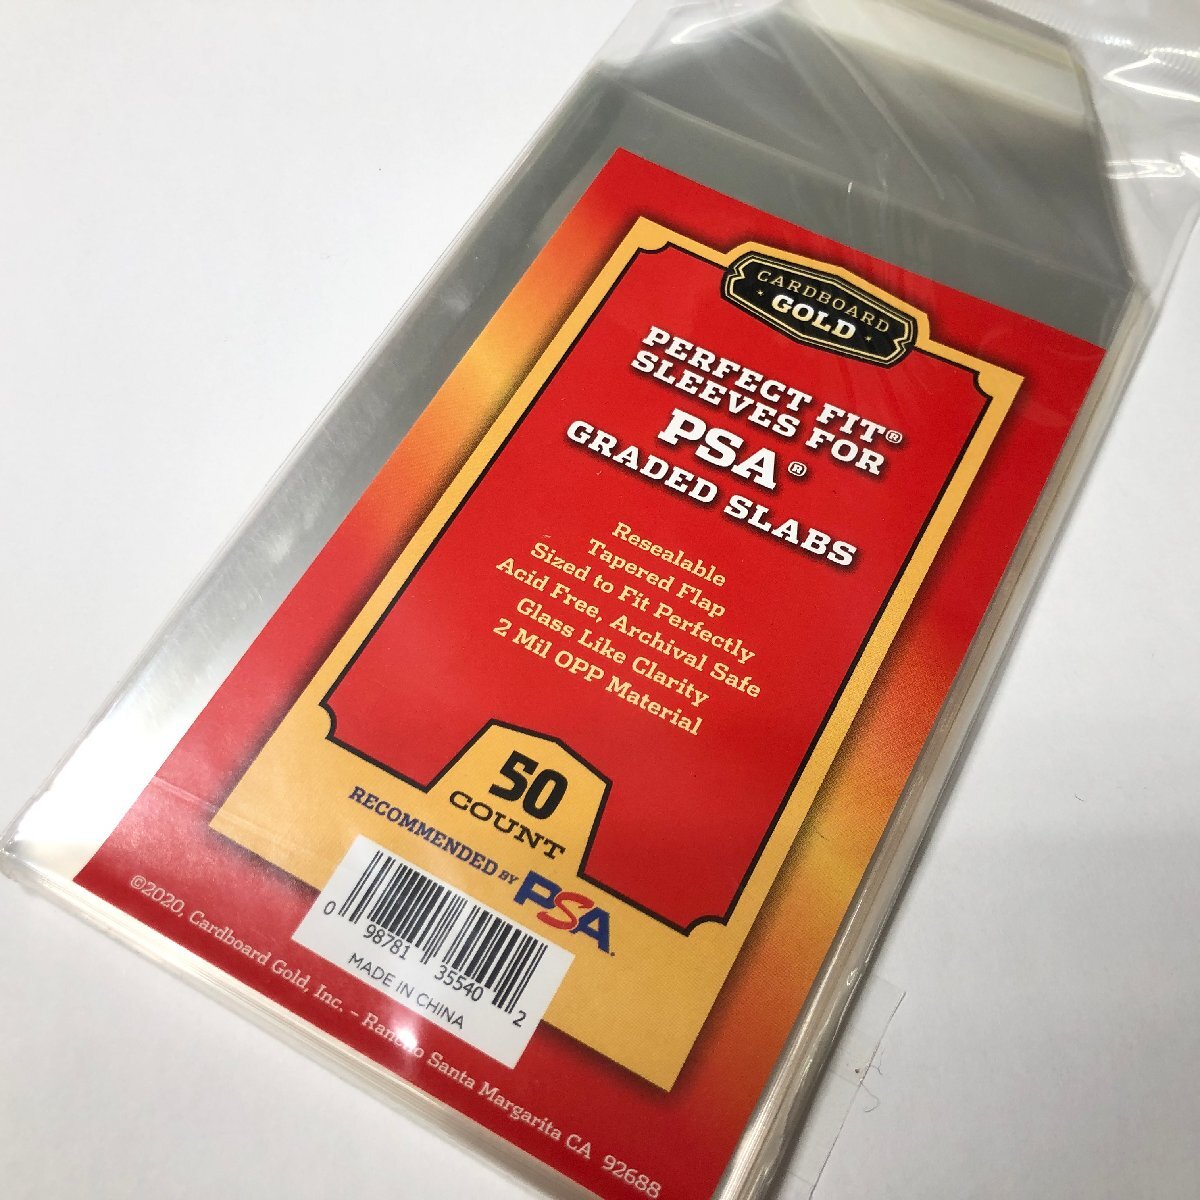 CARDBOARD
GOLD
PERFECT FIT®
SLEEVES FOR
PSA®
GRADED SLABS
Resealable
Tapered Flap
Sized to Fit Perfectly
Acid Free, Archival Safe
Glass Like Clarity
2 Mil OPP Material
50
COUNT
RECOMMENDED BY PSA
0 98781 35540 2
MADE IN CHINA
©2020, Cardboard Gold, Inc. - Rancho Santa Margarita CA 92688